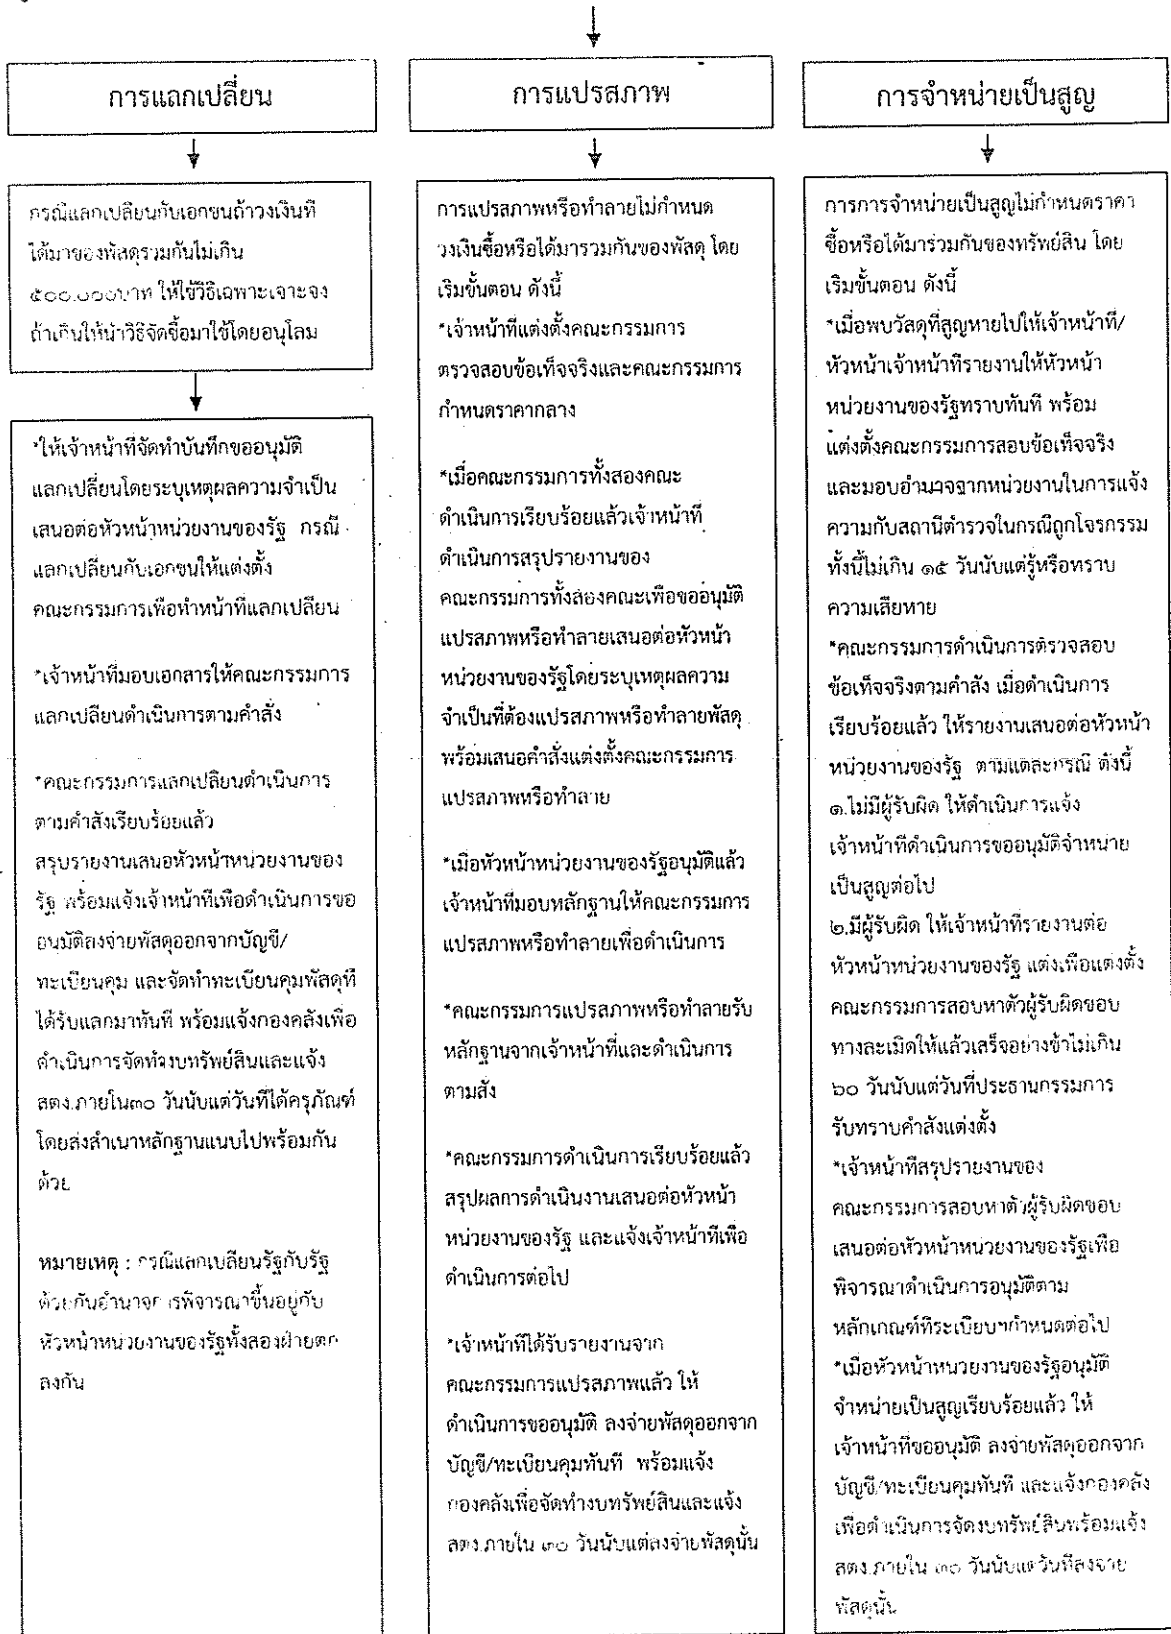 การแลกเปลี่ยน
กรณีแลกเปลี่ยนกับเอกชนถ้าวงเงินที่
ได้มาของพัสดุรวมกันไม่เกิน
๕๐๐,๐๐๐บาท ให้ใช้วิธีเฉพาะเจาะจง
ถ้าเกินให้นำวิธีจัดซื้อมาใช้โดยอนุโลม
*ให้เจ้าหน้าที่จัดทำบันทึกขออนุมัติ
แลกเปลี่ยนโดยระบุเหตุผลความจำเป็น
เสนอต่อหัวหน้าหน่วยงานของรัฐ กรณี
แลกเปลี่ยนกับเอกชนให้แต่งตั้ง
คณะกรรมการเพื่อทำหน้าที่แลกเปลี่ยน
*เจ้าหน้าที่มอบเอกสารให้คณะกรรมการ
แลกเปลี่ยนดำเนินการตามคำสั่ง
*คณะกรรมการแลกเปลี่ยนดำเนินการ
ตามคำสั่งเรียบร้อยแล้ว
สรุปรายงานเสนอหัวหน้าหน่วยงานของ
รัฐ พร้อมแจ้งเจ้าหน้าที่เพื่อดำเนินการขอ
อนุมัติลงจ่ายพัสดุออกจากบัญชี/
ทะเบียนคุม และจัดทำทะเบียนคุมพัสดุที่
ได้รับแลกมาทันที พร้อมแจ้งกองคลังเพื่อ
ดำเนินการจัดทำงบทรัพย์สินและแจ้ง
สตง.ภายใน๓๐ วันนับแต่วันที่ได้ครุภัณฑ์
โดยส่งสำเนาหลักฐานแนบไปพร้อมกัน
ด้วย
หมายเหตุ : กรณีแลกเปลี่ยนรัฐกับรัฐ
ด้วยกันอำนาจการพิจารณาขึ้นอยู่กับ
หัวหน้าหน่วยงานของรัฐทั้งสองฝ่ายตก
ลงกัน
การแปรสภาพ
การแปรสภาพหรือทำลายไม่กำหนด
วงเงินซื้อหรือได้มารวมกันของพัสดุ โดย
เริ่มขั้นตอน ดังนี้
*เจ้าหน้าที่แต่งตั้งคณะกรรมการ
ตรวจสอบข้อเท็จจริงและคณะกรรมการ
กำหนดราคากลาง
*เมื่อคณะกรรมการทั้งสองคณะ
ดำเนินการเรียบร้อยแล้วเจ้าหน้าที่
ดำเนินการสรุปรายงานของ
คณะกรรมการทั้งสองคณะเพื่อขออนุมัติ
แปรสภาพหรือทำลายเสนอต่อหัวหน้า
หน่วยงานของรัฐโดยระบุเหตุผลความ
จำเป็นที่ต้องแปรสภาพหรือทำลายพัสดุ
พร้อมเสนอคำสั่งแต่งตั้งคณะกรรมการ
แปรสภาพหรือทำลาย
*เมื่อหัวหน้าหน่วยงานของรัฐอนุมัติแล้ว
เจ้าหน้าที่มอบหลักฐานให้คณะกรรมการ
แปรสภาพหรือทำลายเพื่อดำเนินการ
*คณะกรรมการแปรสภาพหรือทำลายรับ
หลักฐานจากเจ้าหน้าที่และดำเนินการ
ตามสั่ง
*คณะกรรมการดำเนินการเรียบร้อยแล้ว
สรุปผลการดำเนินงานเสนอต่อหัวหน้า
หน่วยงานของรัฐ และแจ้งเจ้าหน้าที่เพื่อ
ดำเนินการต่อไป
*เจ้าหน้าที่ได้รับรายงานจาก
คณะกรรมการแปรสภาพแล้ว ให้
ดำเนินการขออนุมัติ ลงจ่ายพัสดุออกจาก
บัญชี/ทะเบียนคุมทันที พร้อมแจ้ง
กองคลังเพื่อจัดทำงบทรัพย์สินและแจ้ง
สตง.ภายใน ๓๐ วันนับแต่ลงจ่ายพัสดุนั้น
การจำหน่ายเป็นสูญ
การการจำหน่ายเป็นสูญไม่กำหนดราคา
ซื้อหรือได้มาร่วมกันของทรัพย์สิน โดย
เริ่มขั้นตอน ดังนี้
*เมื่อพบวัสดุที่สูญหายไปให้เจ้าหน้าที่/
หัวหน้าเจ้าหน้าที่รายงานให้หัวหน้า
หน่วยงานของรัฐทราบทันที พร้อม
แต่งตั้งคณะกรรมการสอบข้อเท็จจริง
และมอบอำนาจจากหน่วยงานในการแจ้ง
ความกับสถานีตำรวจในกรณีถูกโจรกรรม
ทั้งนี้ไม่เกิน ๑๕ วันนับแต่รู้หรือทราบ
ความเสียหาย
*คณะกรรมการดำเนินการตรวจสอบ
ข้อเท็จจริงตามคำสั่ง เมื่อดำเนินการ
เรียบร้อยแล้ว ให้รายงานเสนอต่อหัวหน้า
หน่วยงานของรัฐ ตามแต่ละกรณี ดังนี้
๑.ไม่มีผู้รับผิด ให้ดำเนินการแจ้ง
เจ้าหน้าที่ดำเนินการขออนุมัติจำหน่าย
เป็นสูญต่อไป
๒.มีผู้รับผิด ให้เจ้าหน้าที่รายงานต่อ
หัวหน้าหน่วยงานของรัฐ แต่งเพื่อแต่งตั้ง
คณะกรรมการสอบหาตัวผู้รับผิดชอบ
ทางละเมิดให้แล้วเสร็จอย่างช้าไม่เกิน
๖๐ วันนับแต่วันที่ประธานกรรมการ
รับทราบคำสั่งแต่งตั้ง
*เจ้าหน้าที่สรุปรายงานของ
คณะกรรมการสอบหาตัวผู้รับผิดชอบ
เสนอต่อหัวหน้าหน่วยงานของรัฐเพื่อ
พิจารณาดำเนินการอนุมัติตาม
หลักเกณฑ์ที่ระเบียบฯกำหนดต่อไป
*เมื่อหัวหน้าหน่วยงานของรัฐอนุมัติ
จำหน่ายเป็นสูญเรียบร้อยแล้ว ให้
เจ้าหน้าที่ขออนุมัติ ลงจ่ายพัสดุออกจาก
บัญชี/ทะเบียนคุมทันที และแจ้งกองคลัง
เพื่อดำเนินการจัดงบทรัพย์สินพร้อมแจ้ง
สตง.ภายใน ๓๐ วันนับแต่วันที่ลงจ่าย
พัสดุนั้น